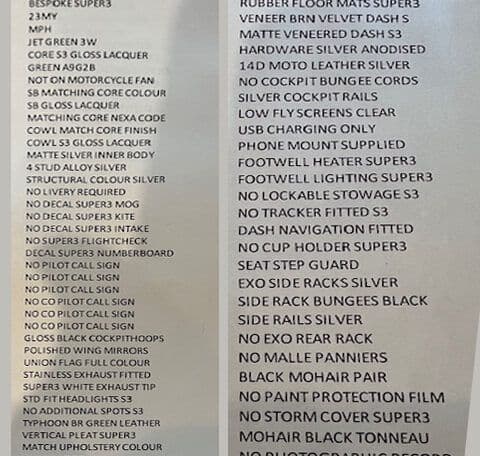 BESPOKE SUPER3
23MY
MPH
JET GREEN 3W
CORE S3 GLOSS LACQUER
GREEN A9G2B
NOT ON MOTORCYCLE FAN
SB MATCHING CORE COLOUR
SB GLOSS LACQUER
MATCHING CORE NEXA CODE
COWL MATCH CORE FINISH
COWL S3 GLOSS LACQUER
MATTE SILVER INNER BODY
4 STUD ALLOY SILVER
STRUCTURAL COLOUR SILVER
NO LIVERY REQUIRED
NO DECAL SUPER3 MOG
NO DECAL SUPER3 KITE
NO DECAL SUPER3 INTAKE
NO SUPER3 FLIGHTCHECK
DECAL SUPER3 NUMBERBOARD
NO PILOT CALL SIGN
NO PILOT CALL SIGN
NO PILOT CALL SIGN
NO CO PILOT CALL SIGN
NO CO PILOT CALL SIGN
NO CO PILOT CALL SIGN
GLOSS BLACK COCKPITHOOPS
POLISHED WING MIRRORS
UNION FLAG FULL COLOUR
STAINLESS EXHAUST FITTED
SUPER3 WHITE EXHAUST TIP
STD FIT HEADLIGHTS S3
NO ADDITIONAL SPOTS S3
TYPHOON BR GREEN LEATHER
VERTICAL PLEAT SUPER3
MATCH UPHOLSTERY COLOUR
RUBBER FLOOR MATS SUPER3
VENEER BRN VELVET DASH S
MATTE VENEERED DASH S3
HARDWARE SILVER ANODISED
14D MOTO LEATHER SILVER
NO COCKPIT BUNGEE CORDS
SILVER COCKPIT RAILS
LOW FLY SCREENS CLEAR
USB CHARGING ONLY
PHONE MOUNT SUPPLIED
FOOTWELL HEATER SUPER3
FOOTWELL LIGHTING SUPER3
NO LOCKABLE STOWAGE S3
NO TRACKER FITTED S3
DASH NAVIGATION FITTED
NO CUP HOLDER SUPER3
SEAT STEP GUARD
EXO SIDE RACKS SILVER
SIDE RACK BUNGEES BLACK
SIDE RAILS SILVER
NO EXO REAR RACK
NO MALLE PANNIERS
BLACK MOHAIR PAIR
NO PAINT PROTECTION FILM
NO STORM COVER SUPER3
MOHAIR BLACK TONNEAU
NO PHOTOGRAPHIC RECORD